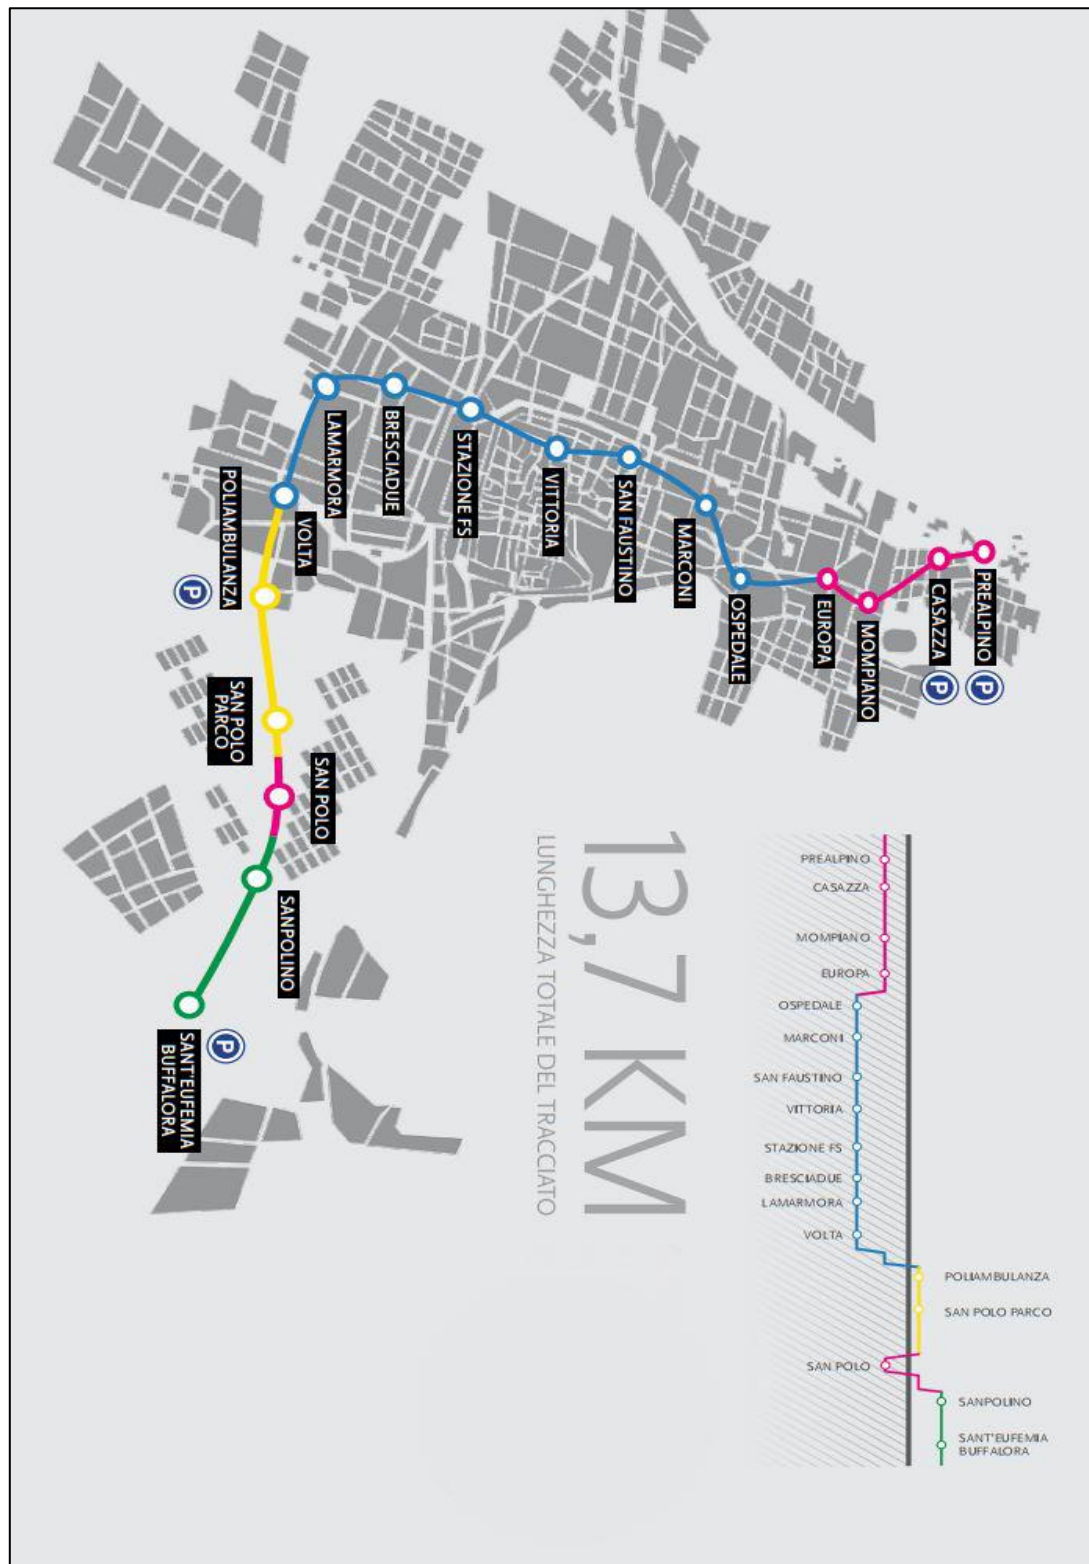 PREALPINO
P
CASAZZA
P
MOMPIANO
EUROPA
OSPEDALE
MARCONI
SAN FAUSTINO
VITTORIA
STAZIONE FS
BRESCIADUE
LAMARMORA
VOLTA
POLIAMBULANZA
P
SAN POLO
PARCO
SAN POLO
SANPOLINO
P
SANT'EUFEMIA
BUFFALORA
13,7 KM
LUNGHEZZA TOTALE DEL TRACCIATO
PREALPINO
CASAZZA
MOMPIANO
EUROPA
OSPEDALE
MARCONI
SAN FAUSTINO
VITTORIA
STAZIONE FS
BRESCIADUE
LAMARMORA
VOLTA
POLIAMBULANZA
SAN POLO PARCO
SAN POLO
SANPOLINO
SANT'EUFEMIA
BUFFALORA